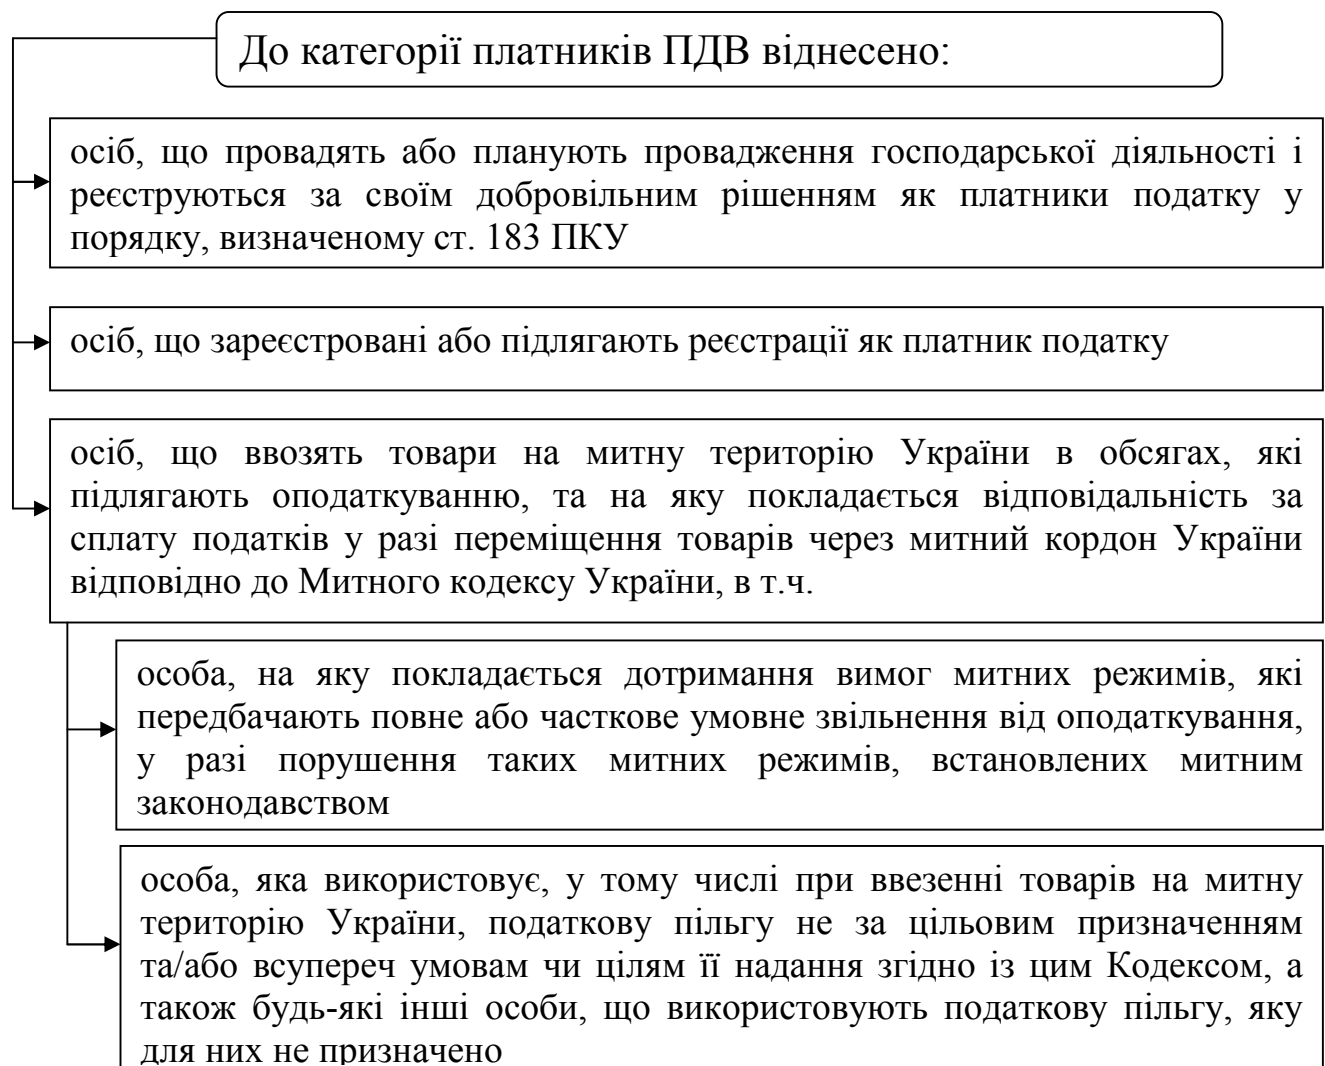 До категорії платників ПДВ віднесено:
осіб, що провадять або планують провадження господарської діяльності і
реєструються за своїм добровільним рішенням як платники податку у
порядку, визначеному ст. 183 ПКУ
осіб, що зареєстровані або підлягають реєстрації як платник податку
осіб, що ввозять товари на митну територію України в обсягах, які
підлягають оподаткуванню, та на яку покладається відповідальність за
сплату податків у разі переміщення товарів через митний кордон України
відповідно до Митного кодексу України, в т.ч.
особа, на яку покладається дотримання вимог митних режимів, які
передбачають повне або часткове умовне звільнення від оподаткування,
у разі порушення таких митних режимів, встановлених митним
законодавством
особа, яка використовує, у тому числі при ввезенні товарів на митну
територію України, податкову пільгу не за цільовим призначенням
та/або всупереч умовам чи цілям її надання згідно із цим Кодексом, а
також будь-які інші особи, що використовують податкову пільгу, яку
для них не призначено